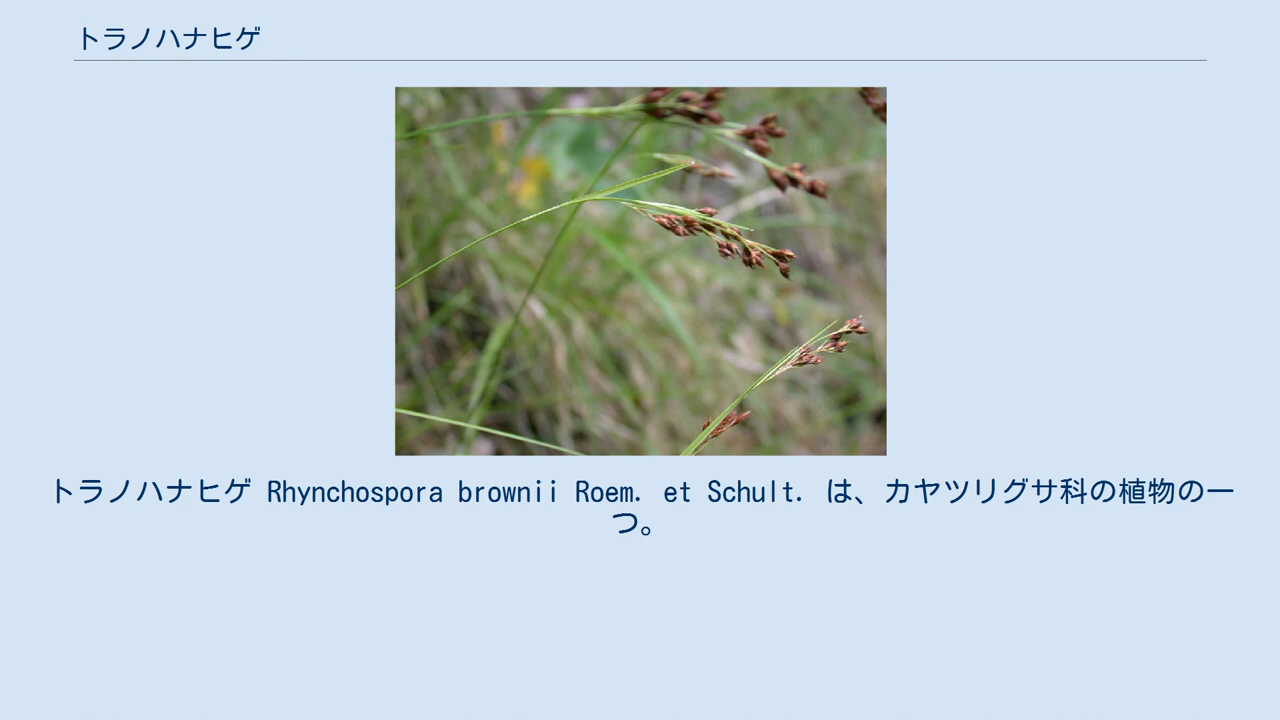 トラノハナヒゲ
トラノハナヒゲ Rhynchospora brownii Roem. et Schult. は、カヤツリグサ科の植物の一
つ。